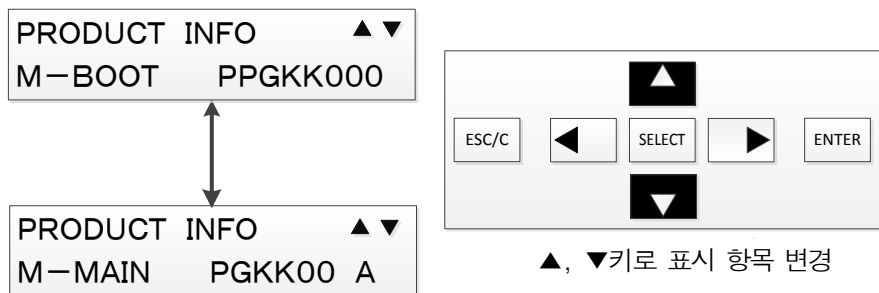 PRODUCT INFO ▲ ▼
M－BOOT PPGKK000
PRODUCT INFO ▲ ▼
M－MAIN PGKK00 A
ESC/C ◀ SELECT ▶ ENTER
▲, ▼키로 표시 항목 변경